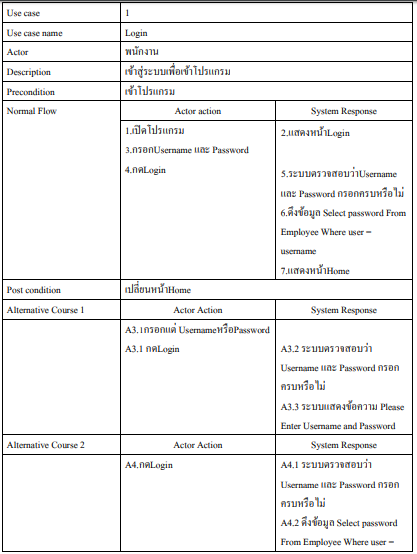 Use case 1
Use case name Login
Actor พนักงาน
Description เข้าสู่ระบบเพื่อเข้าโปรแกรม
Precondition เข้าโปรแกรม
Normal Flow Actor action System Response
1.เปิดโปรแกรม 2.แสดงหน้าLogin
3.กรอกUsername และ Password
4.กดLogin 5.ระบบตรวจสอบว่าUsername
และ Password กรอกครบหรือไม่
6.ดึงข้อมูล Select password From
Employee Where user =
username
7.แสดงหน้าHome
Post condition เปลี่ยนหน้าHome
Alternative Course 1 Actor Action System Response
A3.1กรอกแค่ UsernameหรือPassword
A3.1 กดLogin A3.2 ระบบตรวจสอบว่า
Username และ Password กรอก
ครบหรือไม่
A3.3 ระบบแสดงข้อความ Please
Enter Username and Password
Alternative Course 2 Actor Action System Response
A4.กดLogin A4.1 ระบบตรวจสอบว่า
Username และ Password กรอก
ครบหรือไม่
A4.2 ดึงข้อมูล Select password
From Employee Where user =